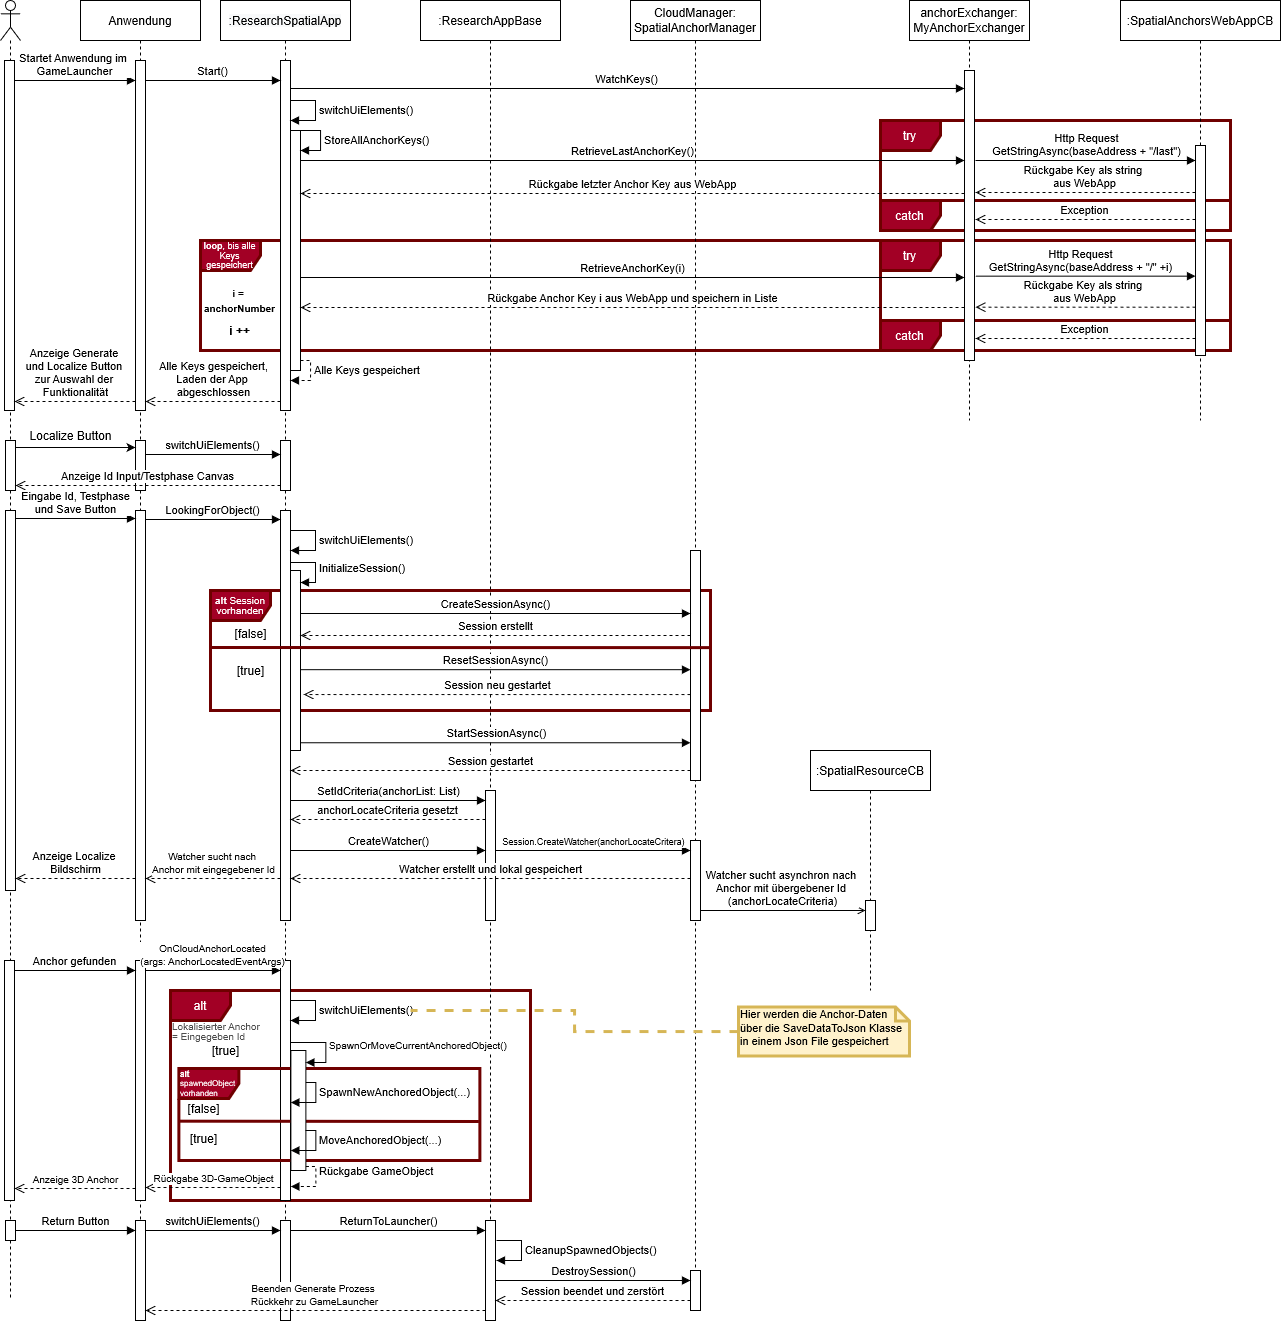 Anwendung
:ResearchSpatialApp
:ResearchAppBase
CloudManager:
SpatialAnchorManager
anchorExchanger:
MyAnchorExchanger
:SpatialAnchorsWebAppCB
Startet Anwendung im
GameLauncher
Start()
WatchKeys()
switchUiElements()
StoreAllAnchorKeys()
try
Http Request
GetStringAsync(baseAddress + "/last")
RetrieveLastAnchorKey()
Rückgabe Key als string
aus WebApp
Rückgabe letzter Anchor Key aus WebApp
catch
Exception
loop, bis alle
Keys
gespeichert
try
Http Request
GetStringAsync(baseAddress + "/" +i)
RetrieveAnchorKey(i)
i =
anchorNumber
i ++
Rückgabe Key als string
aus WebApp
Rückgabe Anchor Key i aus WebApp und speichern in Liste
catch
Exception
Anzeige Generate
und Localize Button
zur Auswahl der
Funktionalität
Alle Keys gespeichert,
Laden der App
abgeschlossen
Alle Keys gespeichert
Localize Button
switchUiElements()
Anzeige Id Input/Testphase Canvas
Eingabe Id, Testphase
und Save Button
LookingForObject()
switchUiElements()
InitializeSession()
alt Session
vorhanden
CreateSessionAsync()
[false]
Session erstellt
[true]
ResetSessionAsync()
Session neu gestartet
StartSessionAsync()
Session gestartet
:SpatialResourceCB
SetIdCriteria(anchorList: List)
anchorLocateCriteria gesetzt
CreateWatcher()
Session.CreateWatcher(anchorLocateCritera)
Anzeige Localize
Bildschirm
Watcher sucht nach
Anchor mit eingegebener Id
Watcher erstellt und lokal gespeichert
Watcher sucht asynchron nach
Anchor mit übergebener Id
(anchorLocateCriteria)
Anchor gefunden
OnCloudAnchorLocated
(args: AnchorLocatedEventArgs)
alt
switchUiElements()
Lokalisierter Anchor
= Eingegeben Id
[true]
Hier werden die Anchor-Daten
über die SaveDataToJson Klasse
in einem Json File gespeichert
SpawnOrMoveCurrentAnchoredObject()
alt
spawnedObject
vorhanden
[false]
SpawnNewAnchoredObject(...)
[true]
MoveAnchoredObject(...)
Rückgabe GameObject
Anzeige 3D Anchor
Rückgabe 3D-GameObject
Return Button
switchUiElements()
ReturnToLauncher()
CleanupSpawnedObjects()
DestroySession()
Session beendet und zerstört
Beenden Generate Prozess
Rückkehr zu GameLauncher